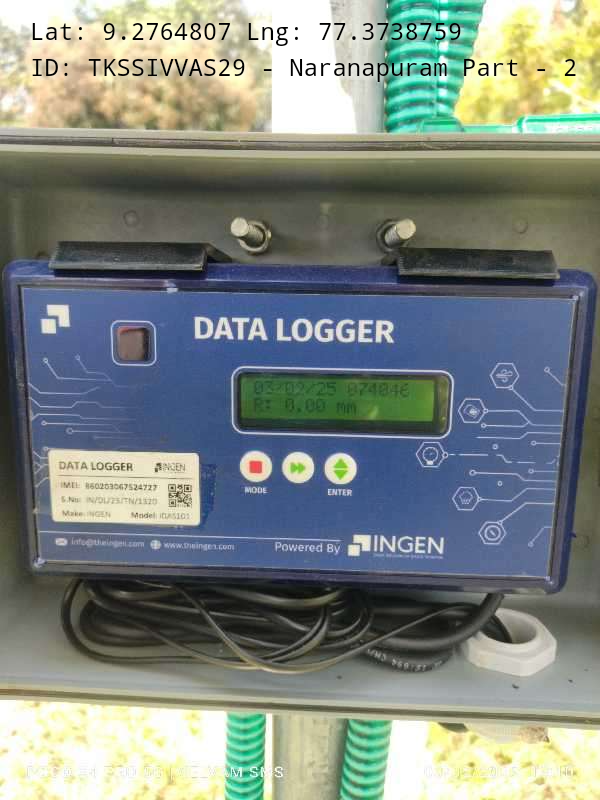 Lat: 9.2764807 Lng: 77.3738759
ID: TKSSIVVAS29 - Naranapuram Part - 2
DATA LOGGER
03/02/25 074046
R: 0.00 mm
DATA LOGGER
INGEN
IMEI: 860203067524727
S.No: IN/DL/23/TN/1320
Make: INGEN Model: IDAS101
MODE
ENTER
info@theingen.com www.theingen.com
Powered By INGEN